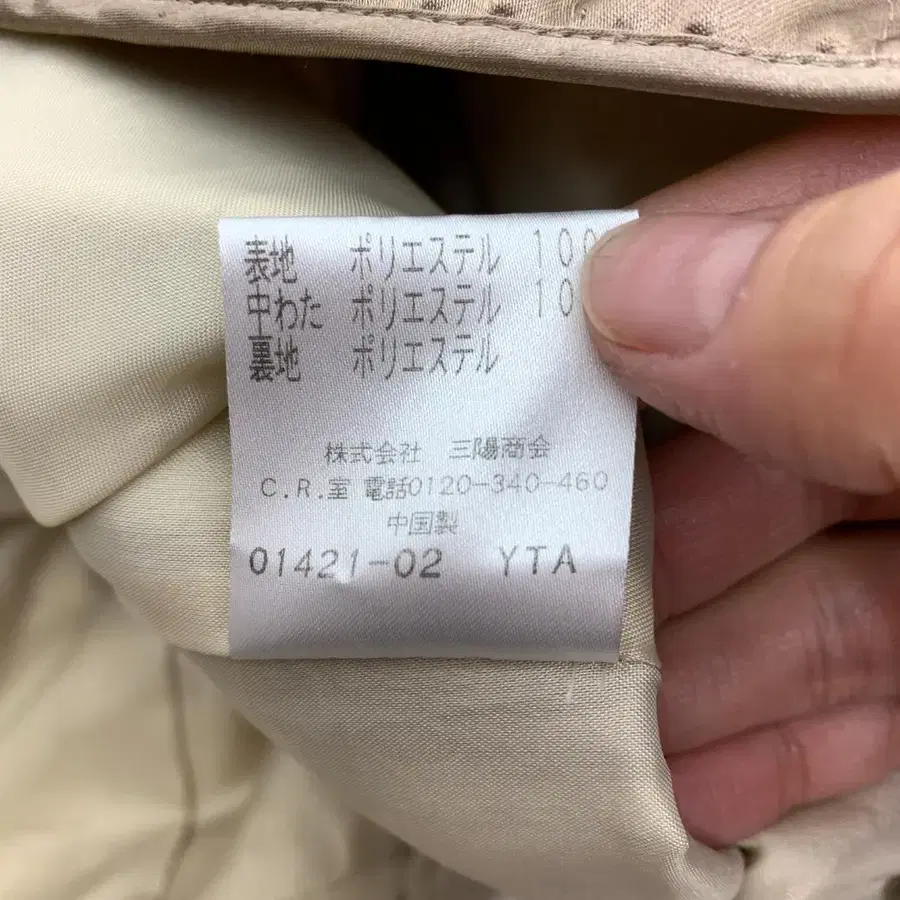 表地 ポリエステル 100
中わた ポリエステル 10
裏地 ポリエステル
株式会社 三陽商会
C.R.室 電話0120-340-460
中国製
01421-02 YTA